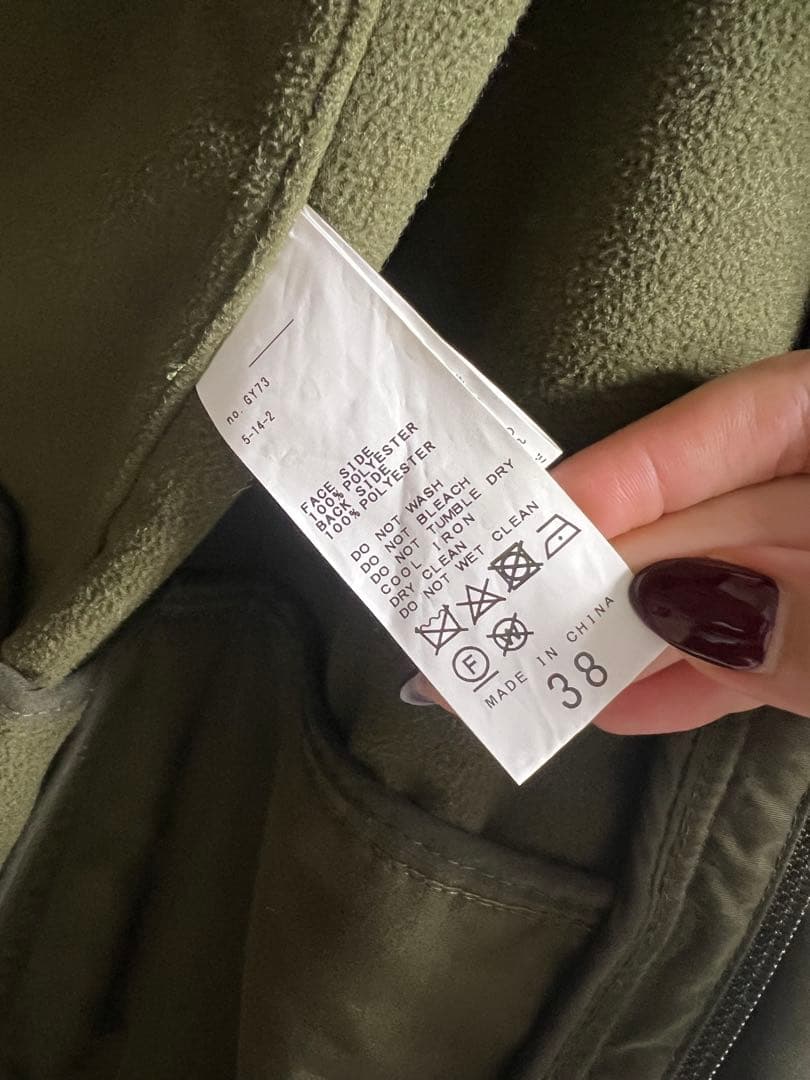 no. GY73
5-14-2
FACE SIDE
100% POLYESTER
BACK SIDE
100% POLYESTER
DO NOT WASH
DO NOT BLEACH
DO NOT TUMBLE DRY
COOL IRON
DRY CLEAN
DO NOT WET CLEAN
F W
MADE IN CHINA
38